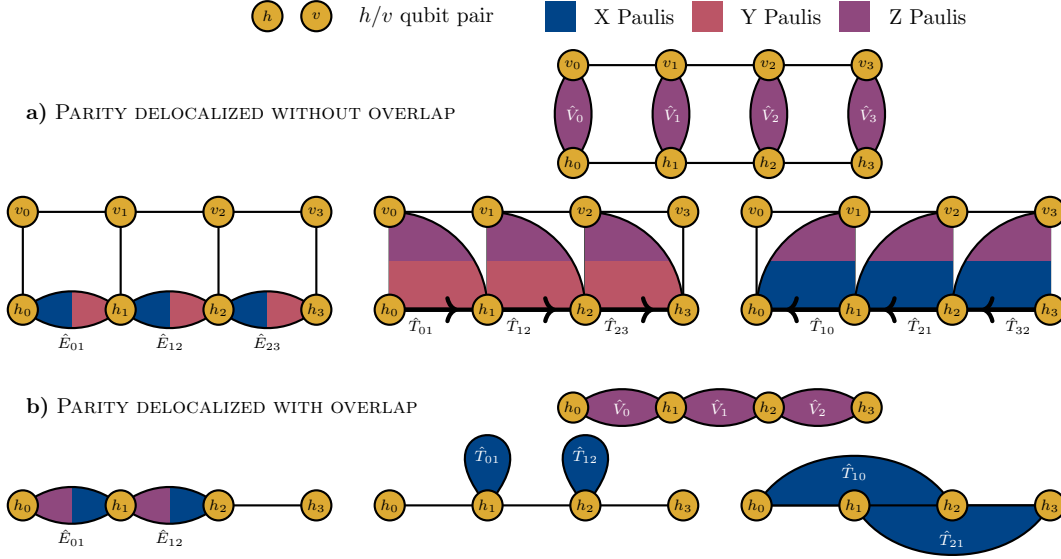 h v h/v qubit pair X Paulis Y Paulis Z Paulis
v₀ v₁ v₂ v₃
a) PARITY DELOCALIZED WITHOUT OVERLAP
V̂₀ V̂₁ V̂₂ V̂₃
h₀ h₁ h₂ h₃
v₀ v₁ v₂ v₃ v₀ v₁ v₂ v₃ v₀ v₁ v₂ v₃
h₀ h₁ h₂ h₃ h₀ h₁ h₂ h₃ h₀ h₁ h₂ h₃
Ê₀₁ Ê₁₂ Ê₂₃ T̂₀₁ T̂₁₂ T̂₂₃ T̂₁₀ T̂₂₁ T̂₃₂
b) PARITY DELOCALIZED WITH OVERLAP
h₀ V̂₀ h₁ V̂₁ h₂ V̂₂ h₃
T̂₀₁ T̂₁₂ T̂₁₀
h₀ h₁ h₂ h₃ h₀ h₁ h₂ h₃ h₀ h₁ h₂ h₃
Ê₀₁ Ê₁₂ T̂₂₁